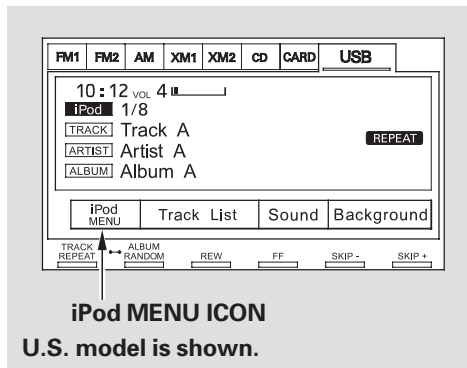 FM1 FM2 AM XM1 XM2 CD CARD USB
10:12 VOL 4
iPod 1/8
TRACK Track A
REPEAT
ARTIST Artist A
ALBUM Album A
iPod MENU Track List Sound Background
TRACK REPEAT ALBUM RANDOM REW FF SKIP - SKIP +
iPod MENU ICON
U.S. model is shown.